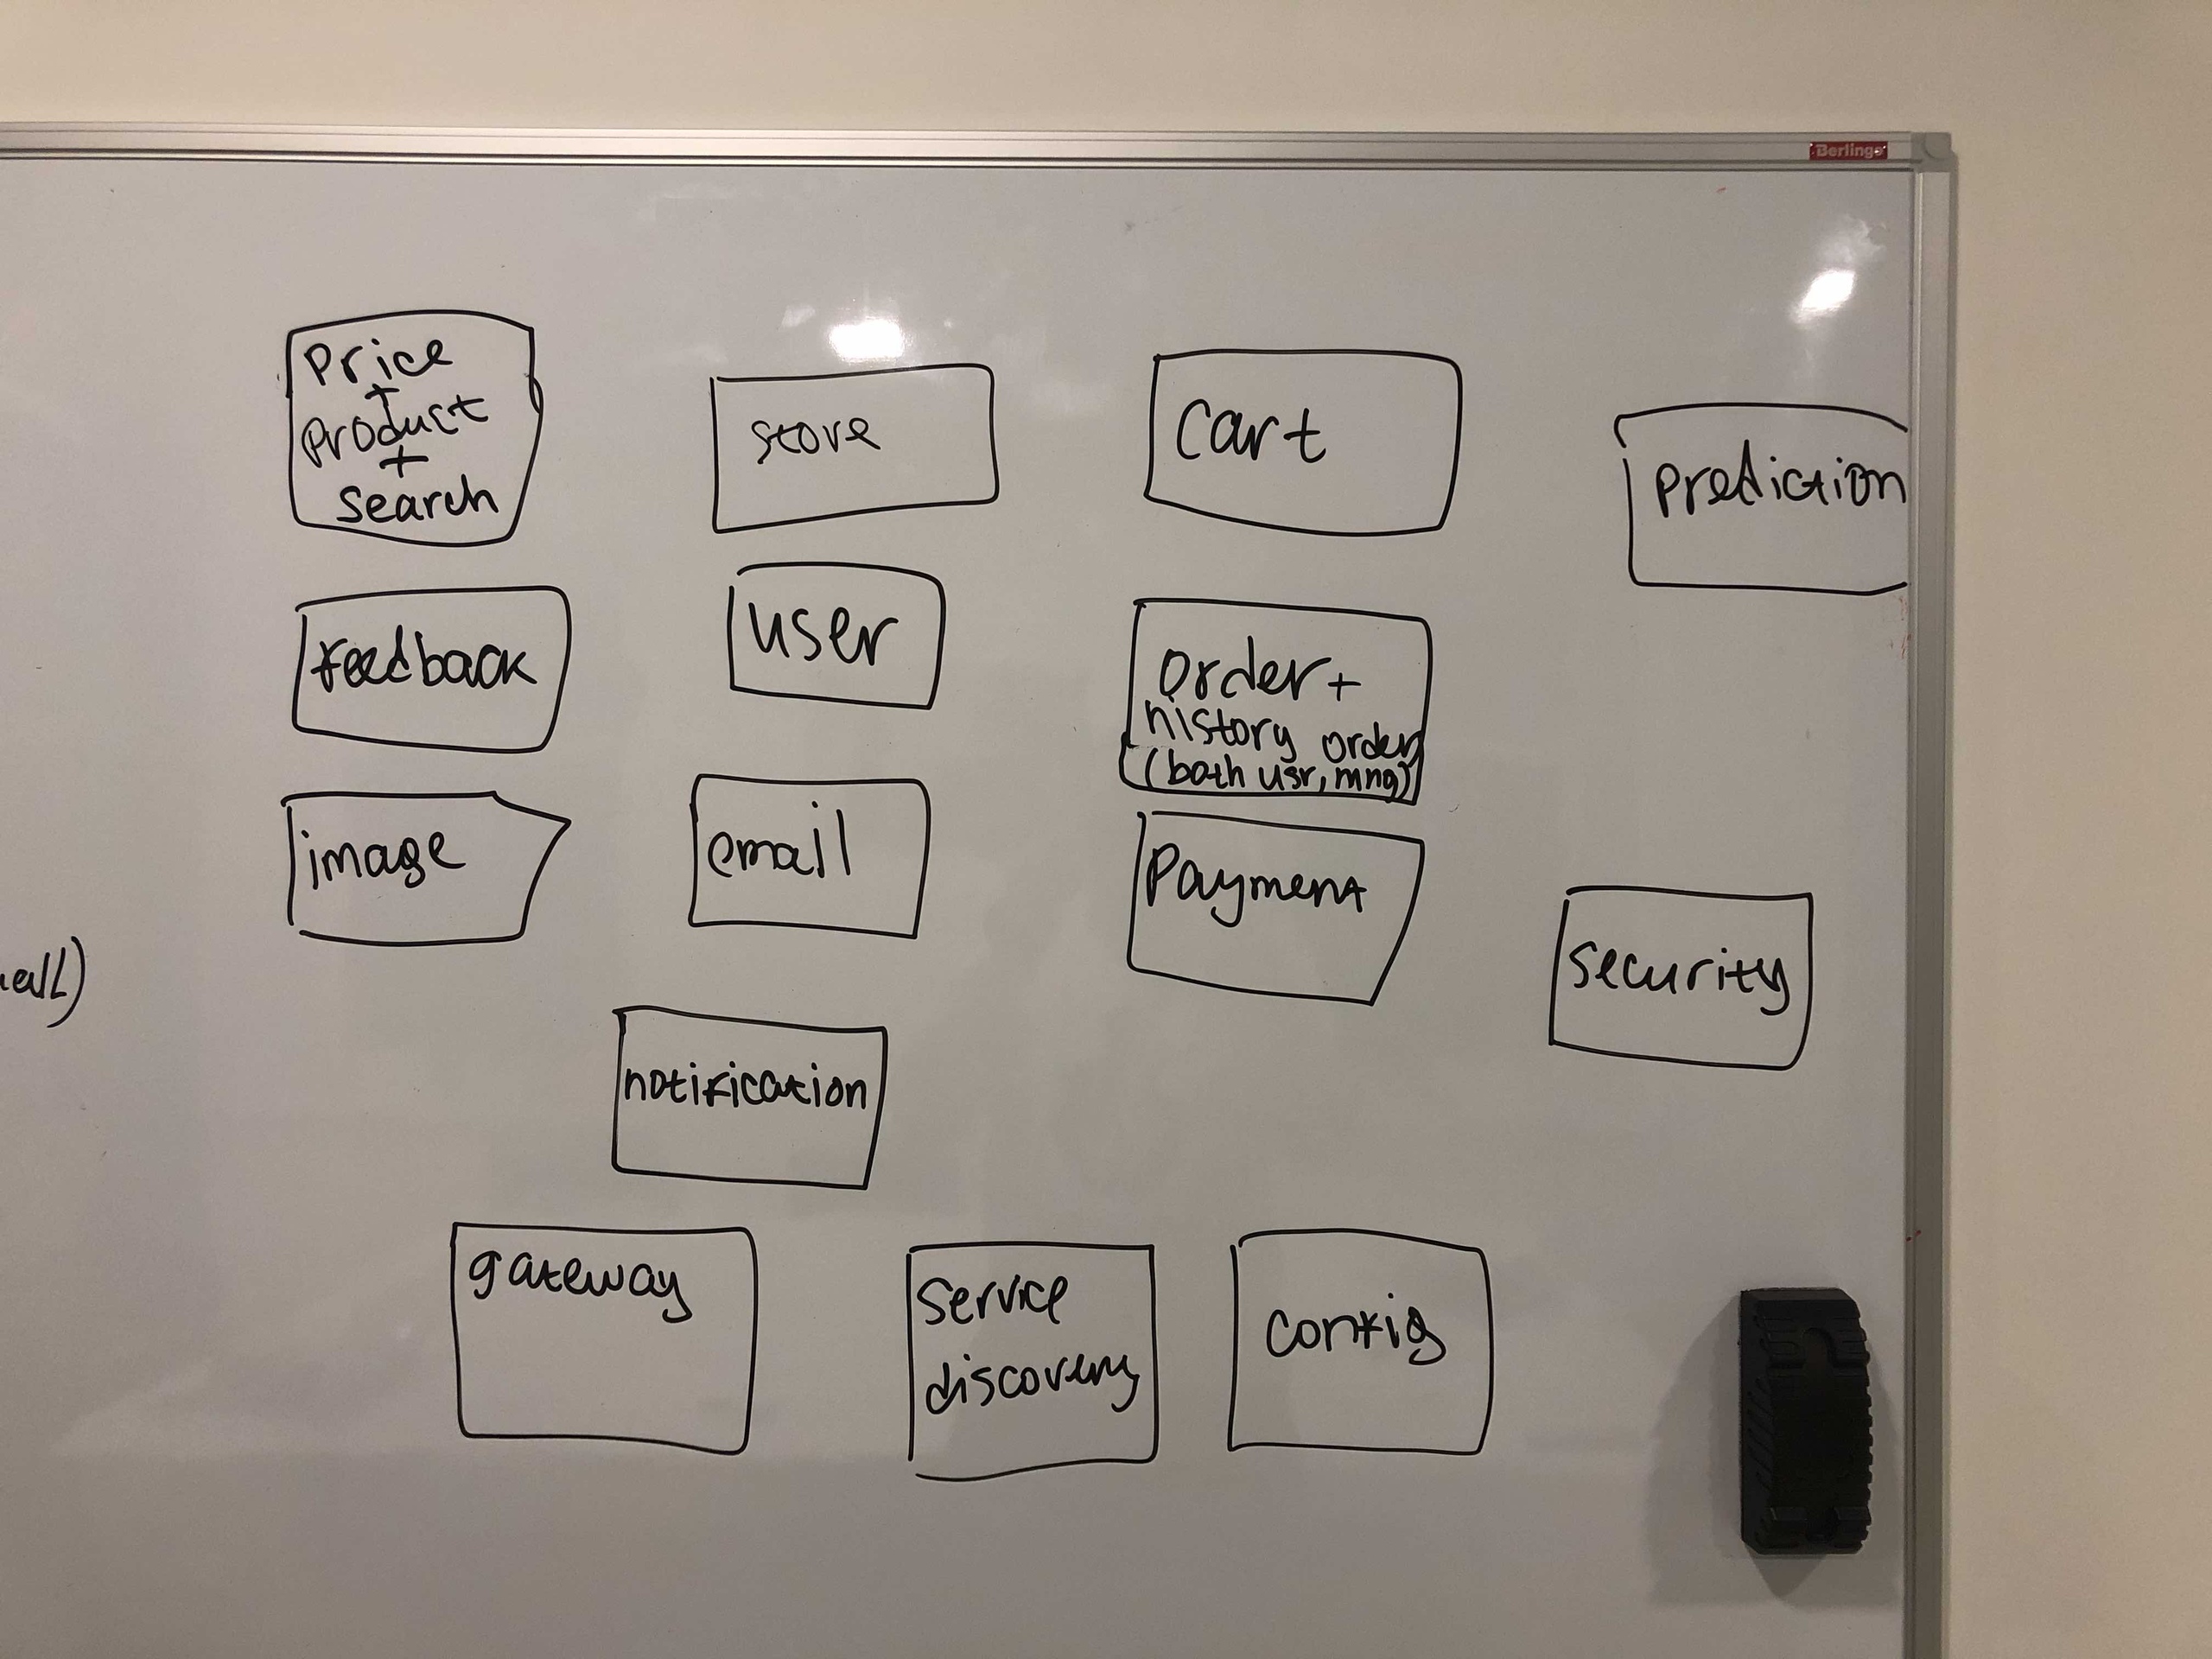 Berlingo
Price
+
Product
+
Search
store
cart
prediction
feedback
user
order +
history order
(both usr, mng)
image
email
Payment
security
notification
gateway
service
discovery
config